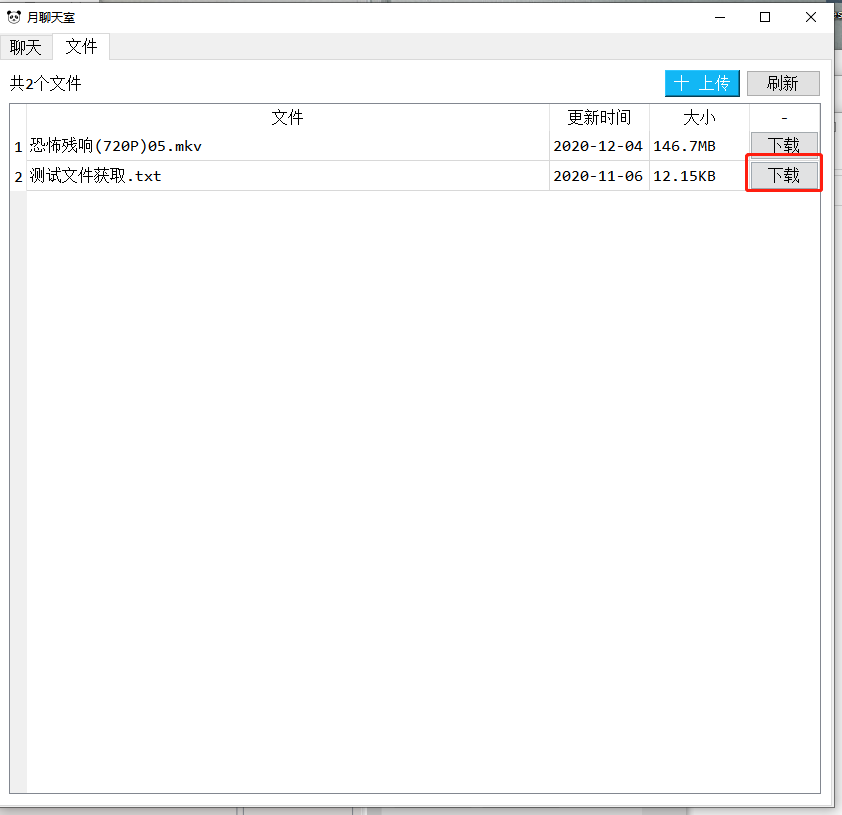 月聊天室
聊天 文件
共2个文件 十 上传 刷新
文件 更新时间 大小 -
1 恐怖残响(720P)05.mkv 2020-12-04 146.7MB 下载
2 测试文件获取.txt 2020-11-06 12.15KB 下载